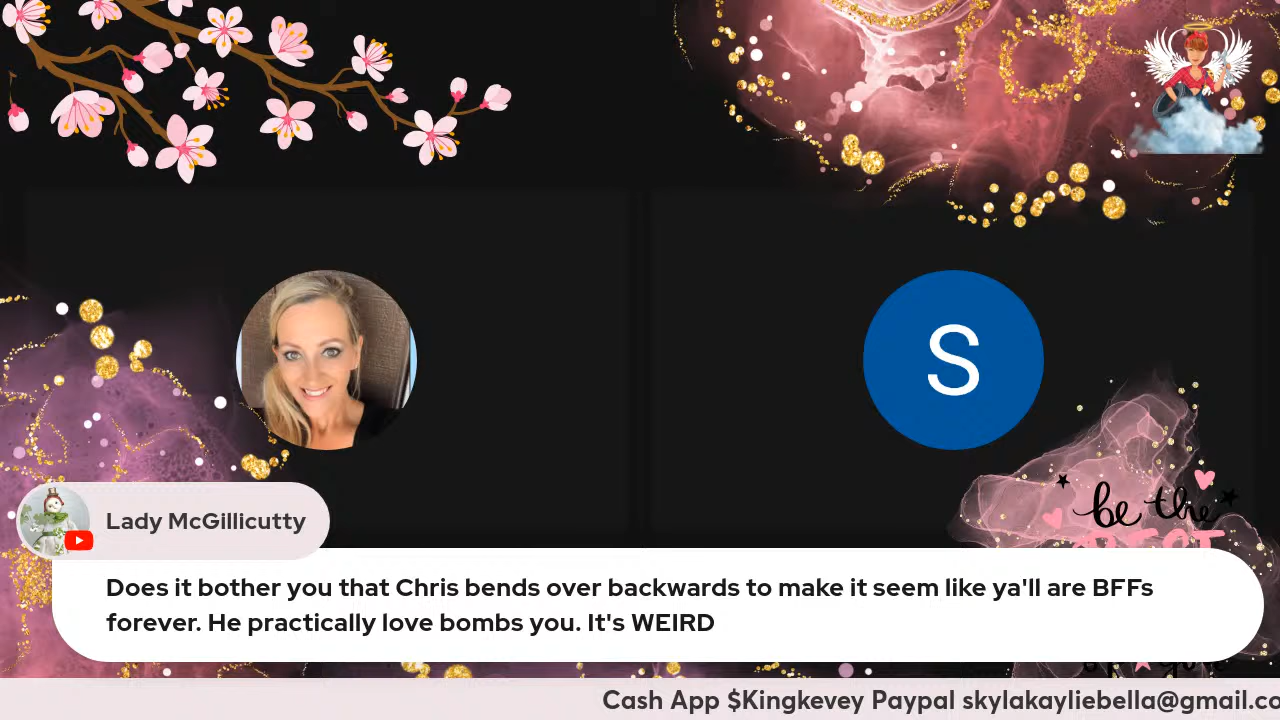 S
be the
Lady McGillicutty
Does it bother you that Chris bends over backwards to make it seem like ya'll are BFFs
forever. He practically love bombs you. It's WEIRD
Cash App $Kingkevey Paypal skylakayliebella@gmail.co